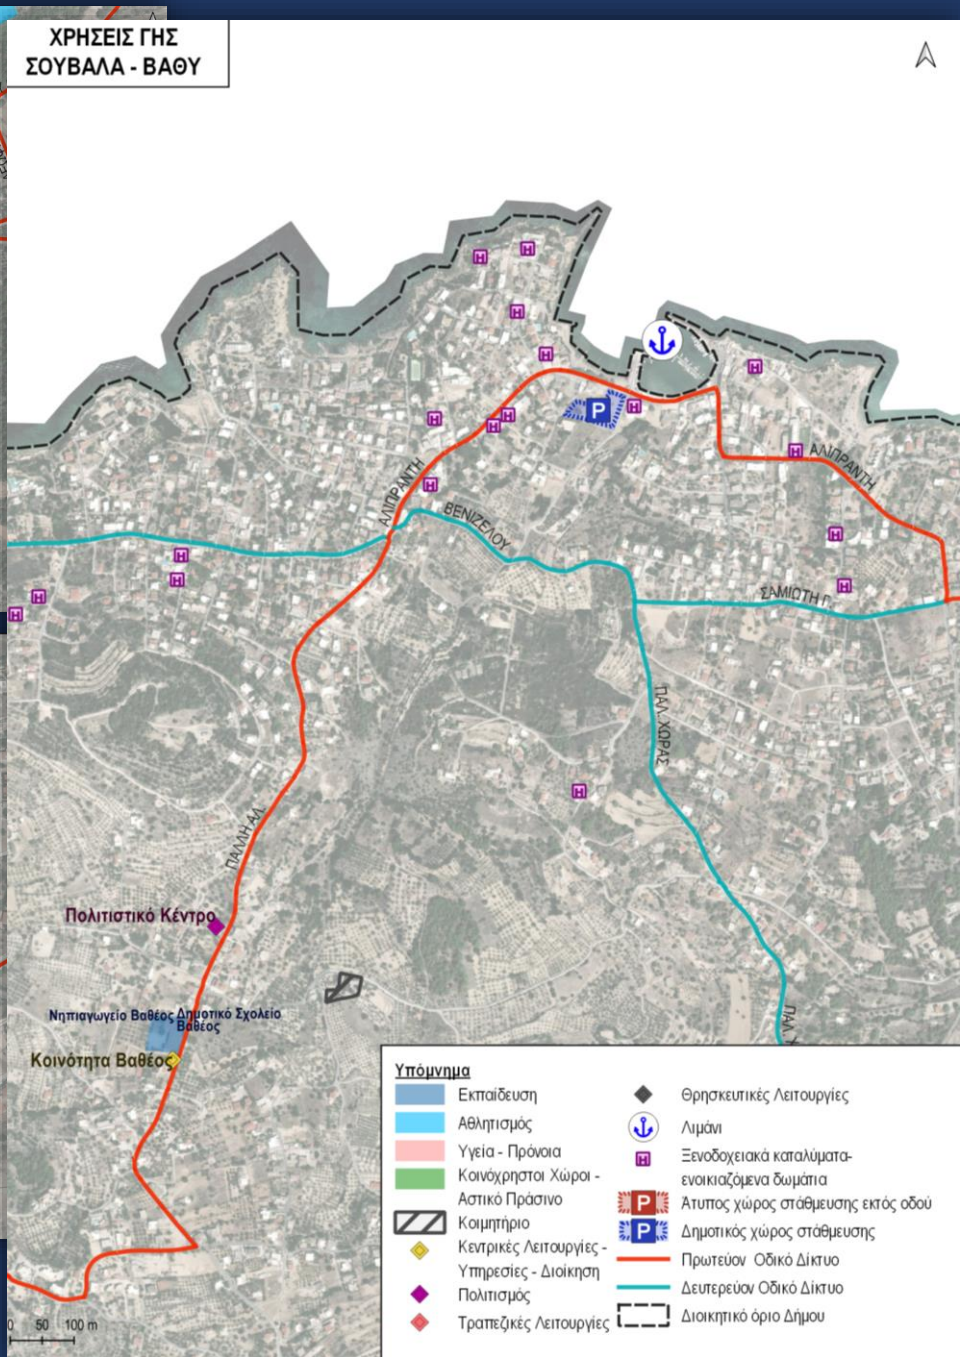 ΧΡΗΣΕΙΣ ΓΗΣ
ΣΟΥΒΑΛΑ - ΒΑΘΥ
H
H
H
H
H
P
H
H
H
H
H
ΑΛΙΠΡΑΝΤΗ
H
ΑΛΙΠΡΑΝΤΗ
ΒΕΝΙΖΕΛΟΥ
H
H
H
H
ΣΑΜΙΩΤΗ Γ.
H
H
ΠΑΛ. ΧΩΡΑΣ
H
ΠΑΛΛΗ ΑΛ.
Πολιτιστικό Κέντρο
Νηπιαγωγείο Βαθέος
Δημοτικό Σχολείο
Βαθέος
ΠΑΛ. Χ
Κοινότητα Βαθέος
Υπόμνημα
Εκπαίδευση
Αθλητισμός
Υγεία - Πρόνοια
Κοινόχρηστοι Χώροι -
Αστικό Πράσινο
Κοιμητήριο
Κεντρικές Λειτουργίες -
Υπηρεσίες - Διοίκηση
Πολιτισμός
Τραπεζικές Λειτουργίες
Θρησκευτικές Λειτουργίες
Λιμάνι
H Ξενοδοχειακά καταλύματα-
ενοικιαζόμενα δωμάτια
P Άτυπος χώρος στάθμευσης εκτός οδού
P Δημοτικός χώρος στάθμευσης
Πρωτεύον Οδικό Δίκτυο
Δευτερεύον Οδικό Δίκτυο
Διοικητικό όριο Δήμου
0 50 100 m